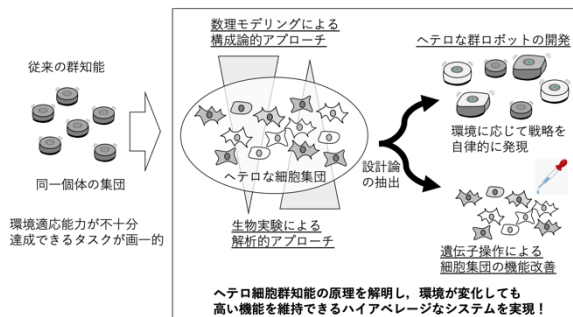 従来の群知能
同一個体の集団
環境適応能力が不十分
達成できるタスクが画一的
数理モデリングによる
構成論的アプローチ
ヘテロな細胞集団
生物実験による
解析的アプローチ
設計論
の抽出
ヘテロな群ロボットの開発
環境に応じて戦略を
自律的に発現
遺伝子操作による
細胞集団の機能改善
ヘテロ細胞群知能の原理を解明し，環境が変化しても
高い機能を維持できるハイアベレージなシステムを実現！